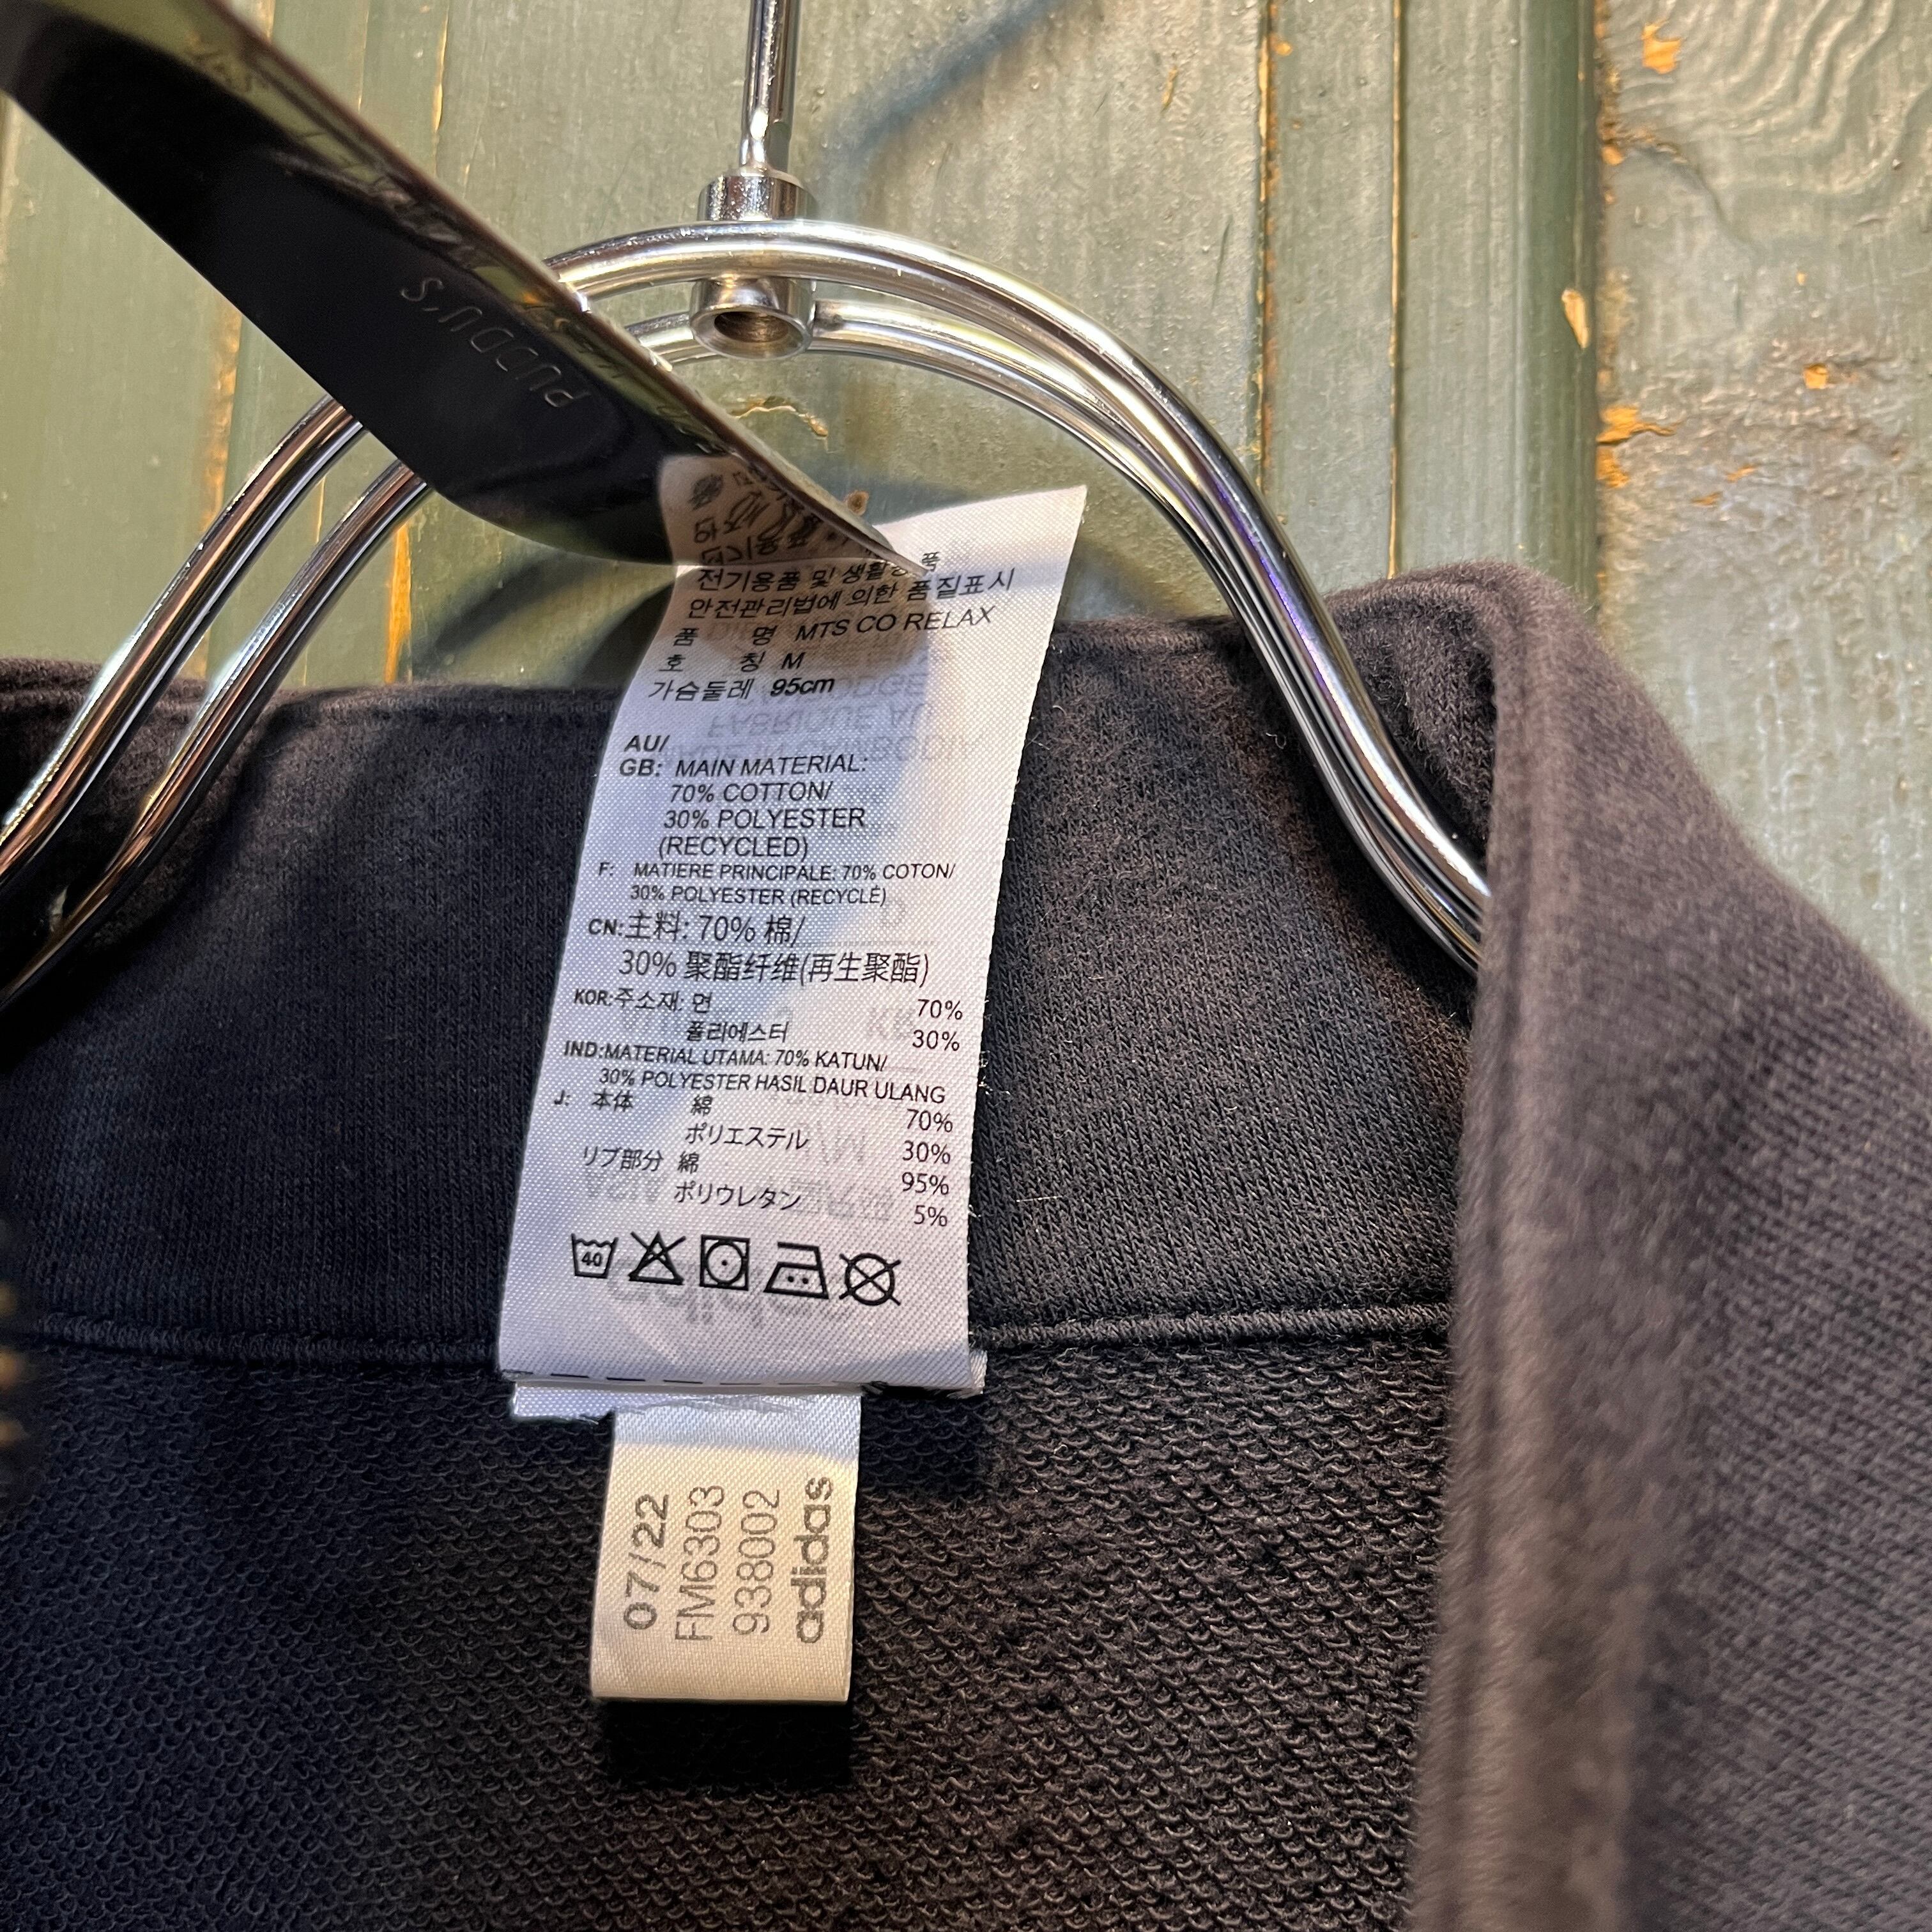 PUDDU'S
전기용품 및 생활용품
안전관리법에 의한 품질표시
품 명 MTS CO RELAX
호 칭 M
가슴둘레 95cm
AU/
GB: MAIN MATERIAL:
70% COTTON/
30% POLYESTER
(RECYCLED)
F: MATIERE PRINCIPALE: 70% COTON/
30% POLYESTER (RECYCLÉ)
CN:主料: 70% 棉/
30% 聚酯纤维(再生聚酯)
KOR:주소재: 면 70%
폴리에스터 30%
IND:MATERIAL UTAMA: 70% KATUN/
30% POLYESTER HASIL DAUR ULANG
J: 本体 綿 70%
ポリエステル 30%
リブ部分 綿 95%
ポリウレタン 5%
40
07/22
FM6303
938002
adidas